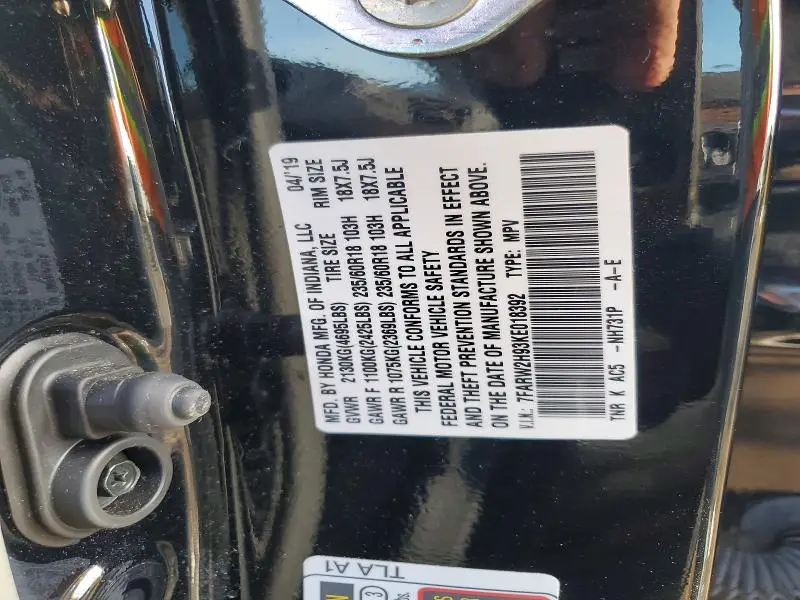 MFD. BY HONDA MFG. OF INDIANA, LLC 04/'19
GVWR 2130KG(4695LBS) TIRE SIZE RIM SIZE
GAWR F 1100KG(2425LBS) 235/60R18 103H 18X7.5J
GAWR R 1075KG(2369LBS) 235/60R18 103H 18X7.5J
THIS VEHICLE CONFORMS TO ALL APPLICABLE
FEDERAL MOTOR VEHICLE SAFETY
AND THEFT PREVENTION STANDARDS IN EFFECT
ON THE DATE OF MANUFACTURE SHOWN ABOVE.
V.I.N.: 7FARW2H93KE018392 TYPE: MPV
TNR K AC5 -NH731P -A-E
TLA A1
3